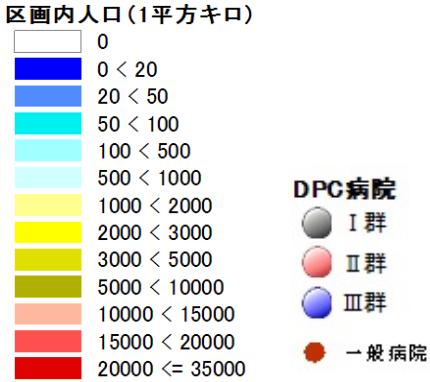 区画内人口(1平方キロ)
0
0 < 20
20 < 50
50 < 100
100 < 500
500 < 1000
1000 < 2000
2000 < 3000
3000 < 5000
5000 < 10000
10000 < 15000
15000 < 20000
20000 <= 35000
DPC病院
Ⅰ群
Ⅱ群
Ⅲ群
一般病院